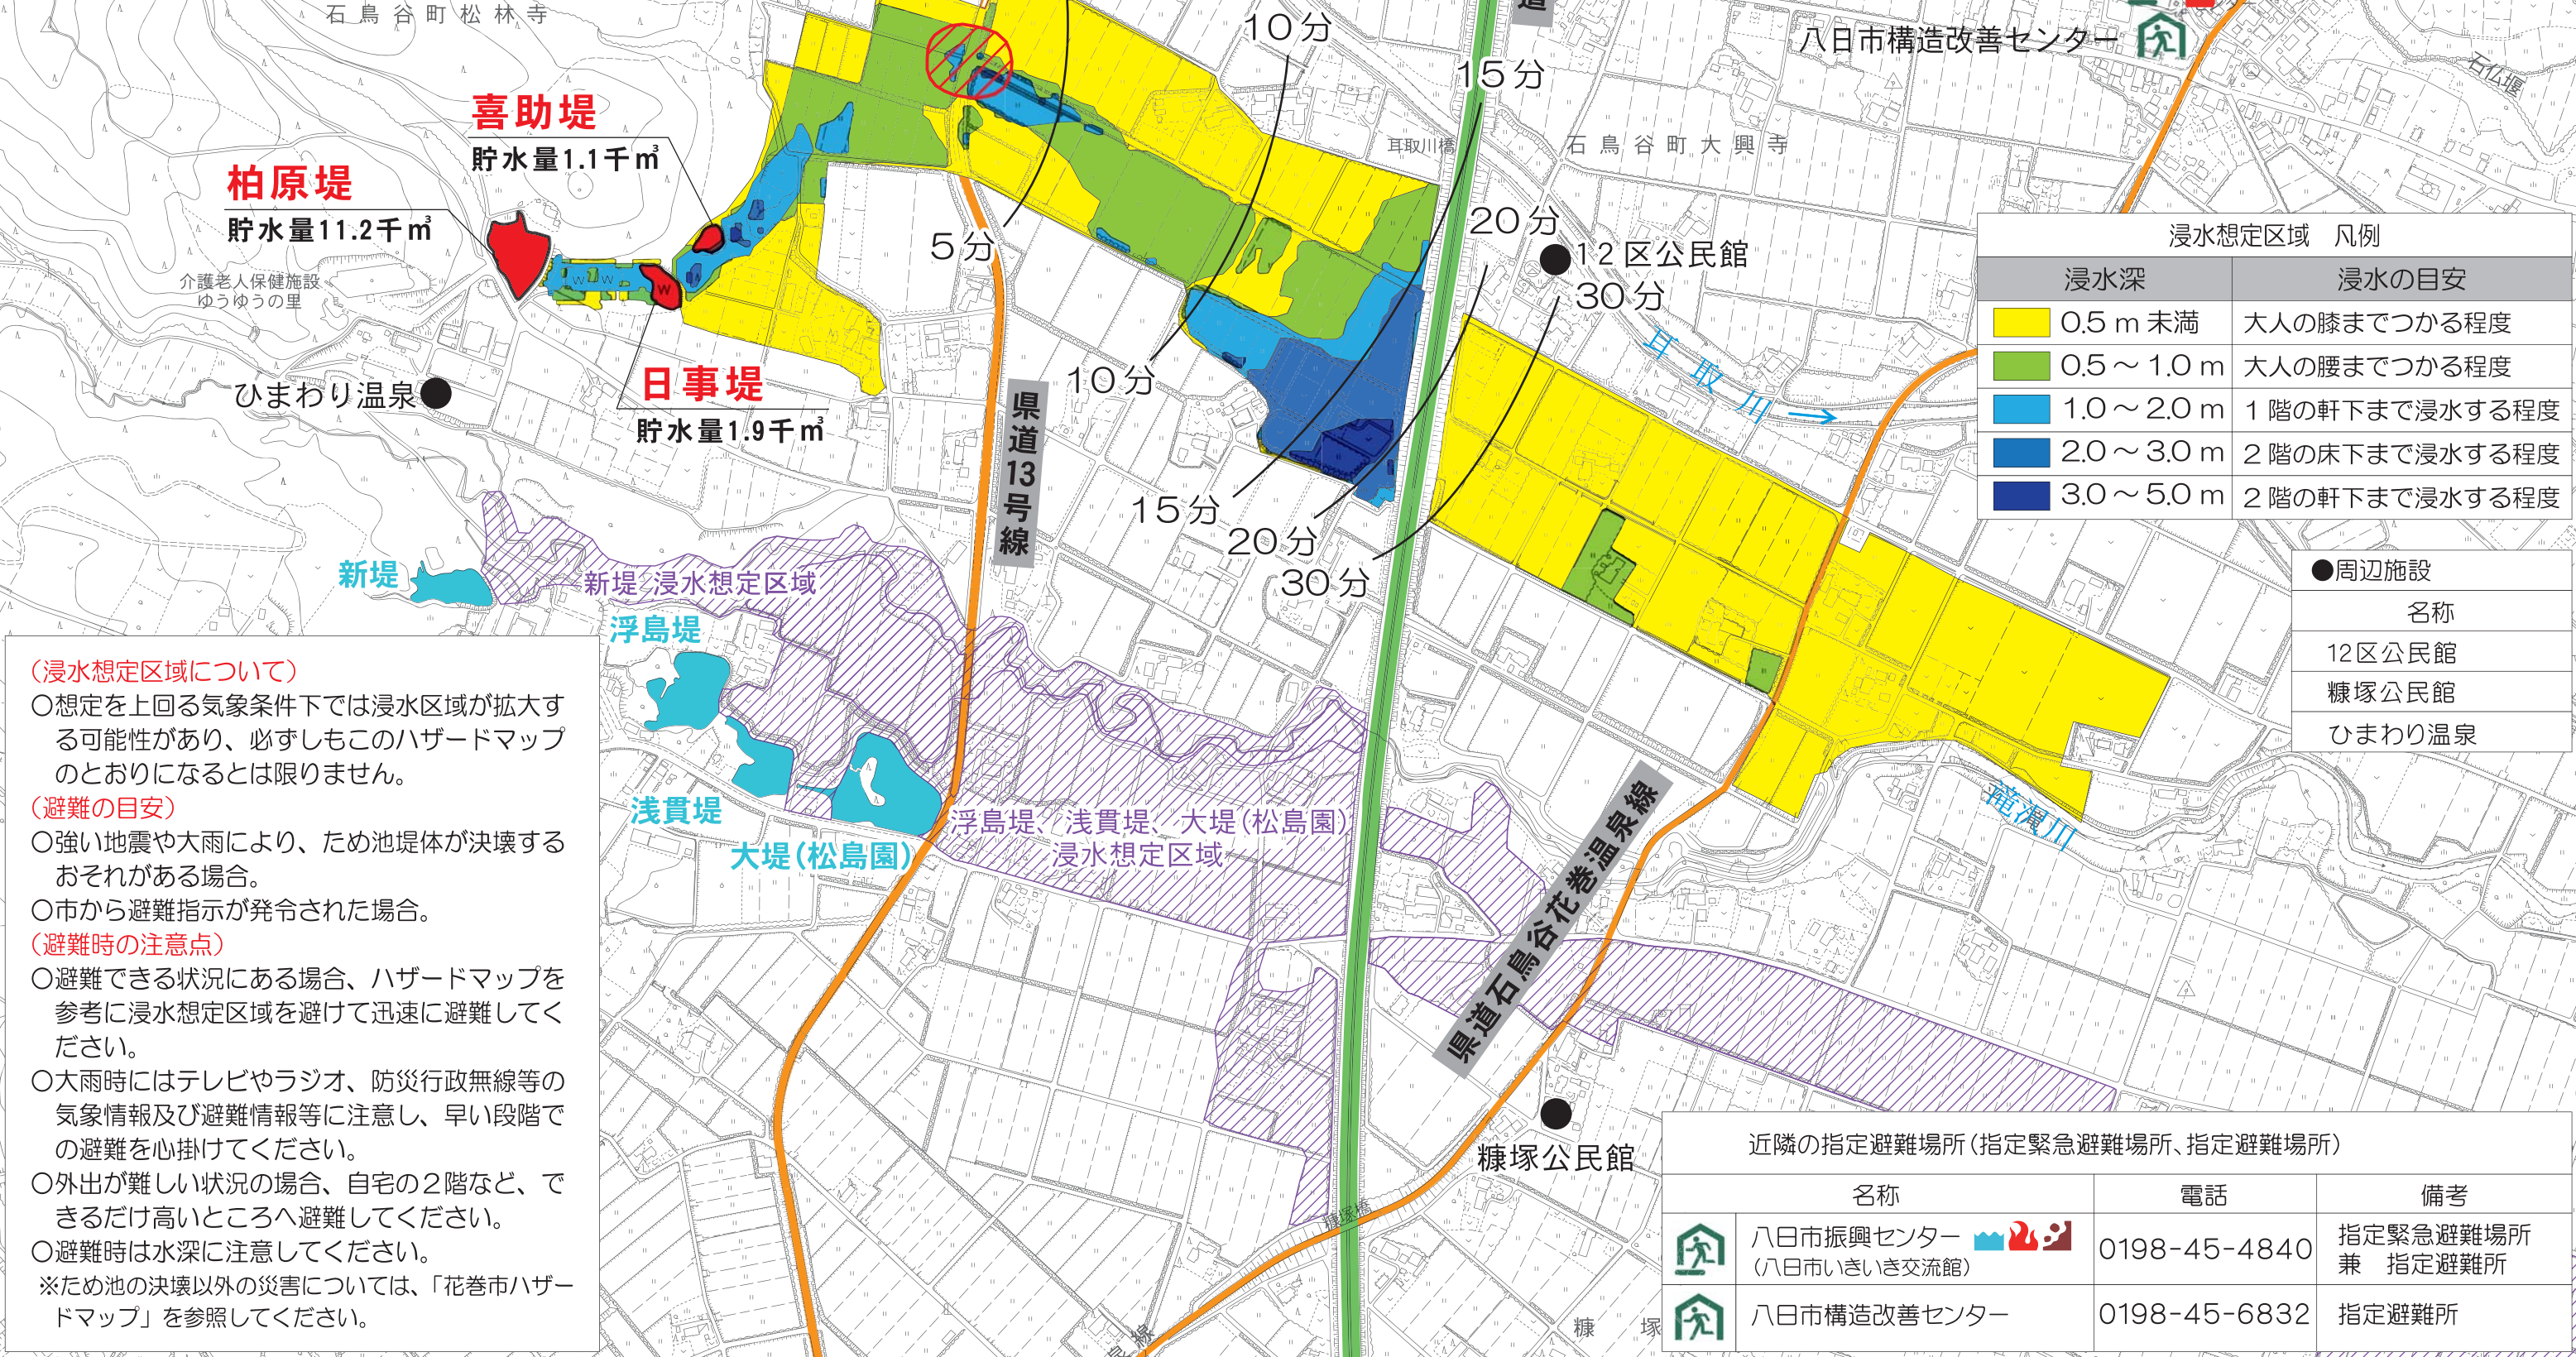 石鳥谷町松林寺
10分
15分
道
八日市構造改善センター
石仏堰
喜助堤
貯水量1.1千㎥
柏原堤
貯水量11.2千㎥
介護老人保健施設
ゆうゆうの里
耳取川橋
石鳥谷町大興寺
5分
20分
12区公民館
30分
耳取川→
ひまわり温泉
日事堤
貯水量1.9千㎥
10分
県道13号線
15分
20分
30分
浸水想定区域　凡例
浸水深 浸水の目安
0.5m未満 大人の膝までつかる程度
0.5～1.0m 大人の腰までつかる程度
1.0～2.0m 1階の軒下まで浸水する程度
2.0～3.0m 2階の床下まで浸水する程度
3.0～5.0m 2階の軒下まで浸水する程度
●周辺施設
名称
12区公民館
糠塚公民館
ひまわり温泉
新堤
新堤 浸水想定区域
浮島堤
浅貫堤
大堤(松島園)
浮島堤、浅貫堤、大堤(松島園)
浸水想定区域
県道石鳥谷花巻温泉線
糠塚公民館
糠塚橋
糠塚
（浸水想定区域について）
○想定を上回る気象条件下では浸水区域が拡大す
る可能性があり、必ずしもこのハザードマップ
のとおりになるとは限りません。
（避難の目安）
○強い地震や大雨により、ため池堤体が決壊する
おそれがある場合。
○市から避難指示が発令された場合。
（避難時の注意点）
○避難できる状況にある場合、ハザードマップを
参考に浸水想定区域を避けて迅速に避難してく
ださい。
○大雨時にはテレビやラジオ、防災行政無線等の
気象情報及び避難情報等に注意し、早い段階で
の避難を心掛けてください。
○外出が難しい状況の場合、自宅の2階など、で
きるだけ高いところへ避難してください。
○避難時は水深に注意してください。
※ため池の決壊以外の災害については、「花巻市ハザー
ドマップ」を参照してください。
近隣の指定避難場所(指定緊急避難場所、指定避難場所)
名称 電話 備考
八日市振興センター
(八日市いきいき交流館)
0198-45-4840
指定緊急避難場所
兼　指定避難所
八日市構造改善センター 0198-45-6832 指定避難所